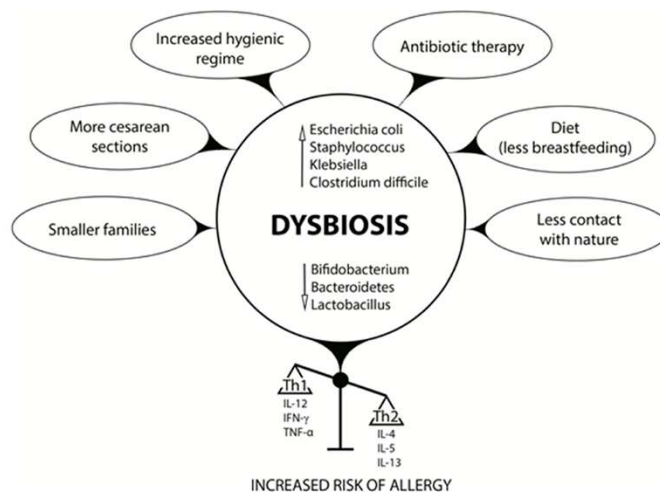 Increased hygienic
regime
Antibiotic therapy
More cesarean
sections
Diet
(less breastfeeding)
Smaller families
Less contact
with nature
Escherichia coli
Staphylococcus
Klebsiella
Clostridium difficile
DYSBIOSIS
Bifidobacterium
Bacteroidetes
Lactobacillus
Th1
IL-12
IFN-γ
TNF-α
Th2
IL-4
IL-5
IL-13
INCREASED RISK OF ALLERGY